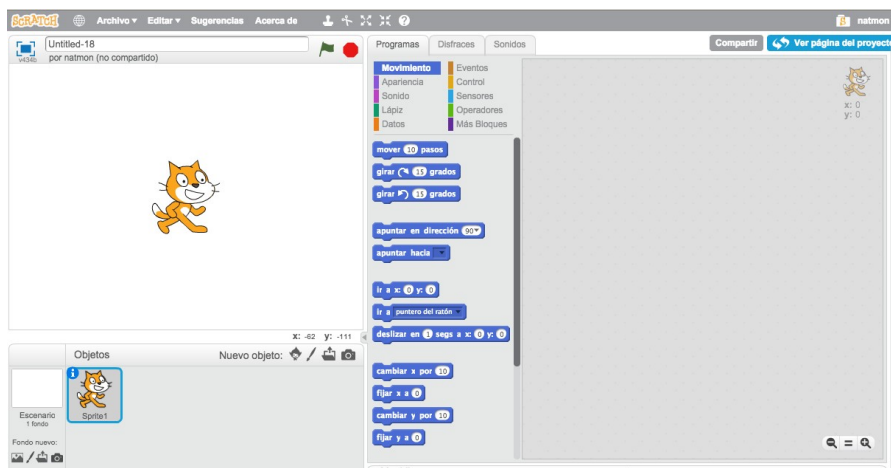 SCRATCH Archivo▼ Editar▼ Sugerencias Acerca de natmon
v434b
Untitled-18
por natmon (no compartido)
Programas Disfraces Sonidos
Compartir Ver página del proyecto
Movimiento Eventos
Apariencia Control
Sonido Sensores
Lápiz Operadores
Datos Más Bloques
x: 0
y: 0
mover 10 pasos
girar 15 grados
girar 15 grados
apuntar en dirección 90▼
apuntar hacia
ir a x: 0 y: 0
ir a puntero del ratón
deslizar en 1 segs a x: 0 y: 0
cambiar x por 10
fijar x a 0
cambiar y por 10
fijar y a 0
x: -62 y: -111
Objetos Nuevo objeto:
Escenario
1 fondo
Sprite1
Fondo nuevo: